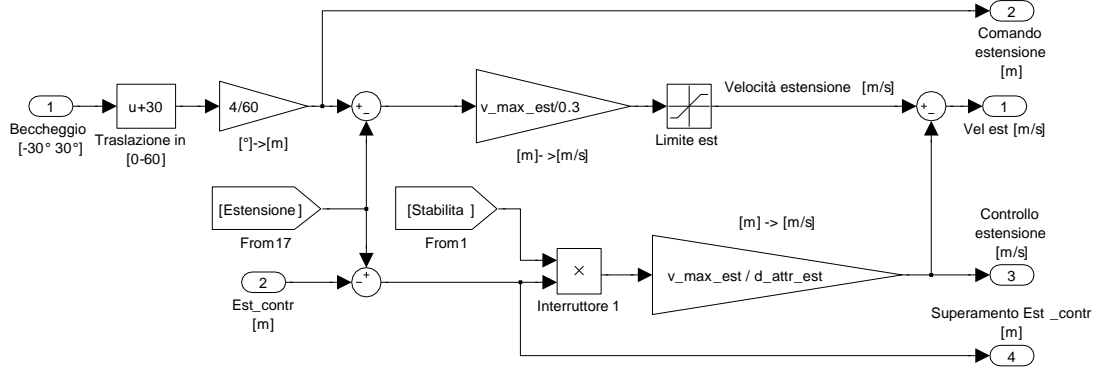 2
Comando
estensione
[m]
1
Beccheggio
[-30° 30°]
u+30
Traslazione in
[0-60]
4/60
[°]->[m]
+
−
v_max_est/0.3
[m]- >[m/s]
Limite est
Velocità estensione [m/s]
+
−
1
Vel est [m/s]
[Estensione]
From17
[Stabilita ]
From1
2
Est_contr
[m]
+
−
×
Interruttore 1
[m] -> [m/s]
v_max_est / d_attr_est
Controllo
estensione
[m/s]
3
Superamento Est _contr
[m]
4